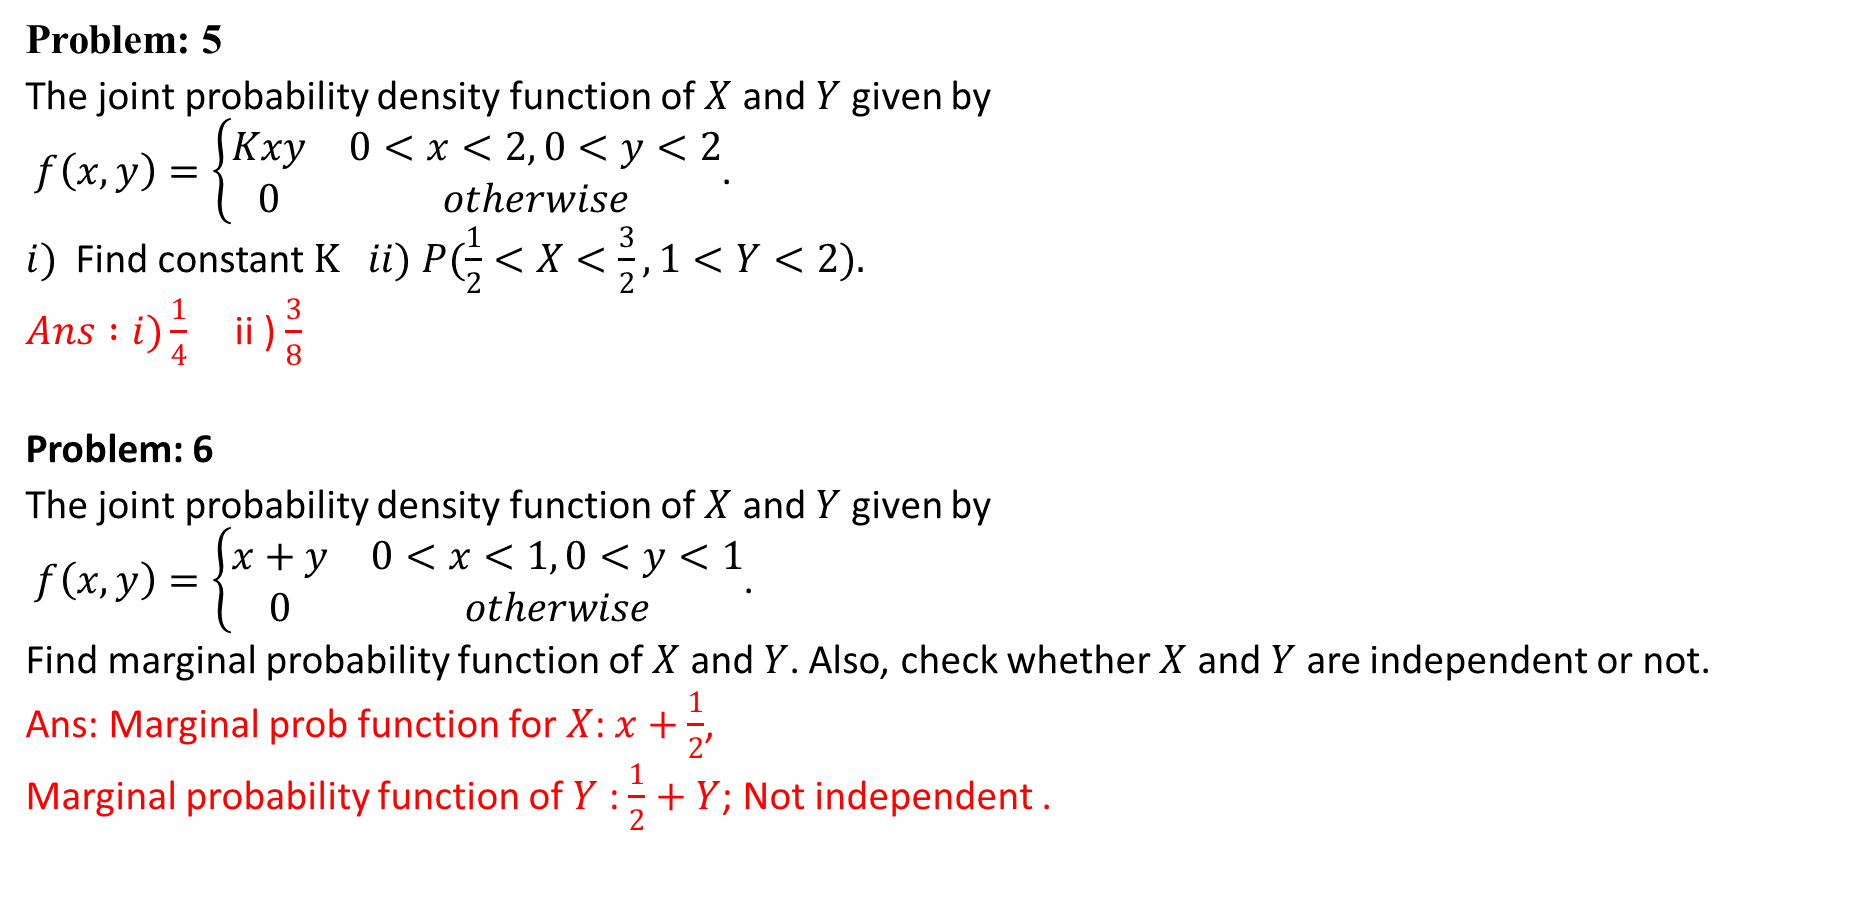 Problem: 5
The joint probability density function of X and Y given by
f(x, y) = {Kxy 0 < x < 2, 0 < y < 2
0 otherwise .
i) Find constant K ii) P(1/2 < X < 3/2, 1 < Y < 2).
Ans : i) 1/4 ii ) 3/8
Problem: 6
The joint probability density function of X and Y given by
f(x, y) = {x + y 0 < x < 1, 0 < y < 1
0 otherwise .
Find marginal probability function of X and Y. Also, check whether X and Y are independent or not.
Ans: Marginal prob function for X: x + 1/2,
Marginal probability function of Y : 1/2 + Y; Not independent .